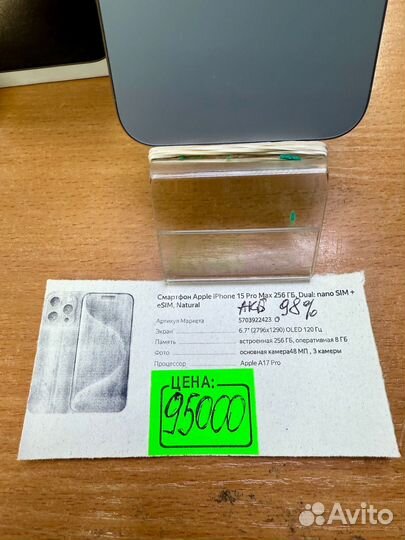 Смартфон Apple iPhone 15 Pro Max 256 ГБ, Dual: nano SIM +
eSIM, Natural
АКБ 98%
Артикул Маркета 5703922423
Экран 6.7" (2796x1290) OLED 120 Гц
Память встроенная 256 ГБ, оперативная 8 ГБ
Фото основная камера48 МП , 3 камеры
Процессор Apple A17 Pro
ЦЕНА:
95000
Avito